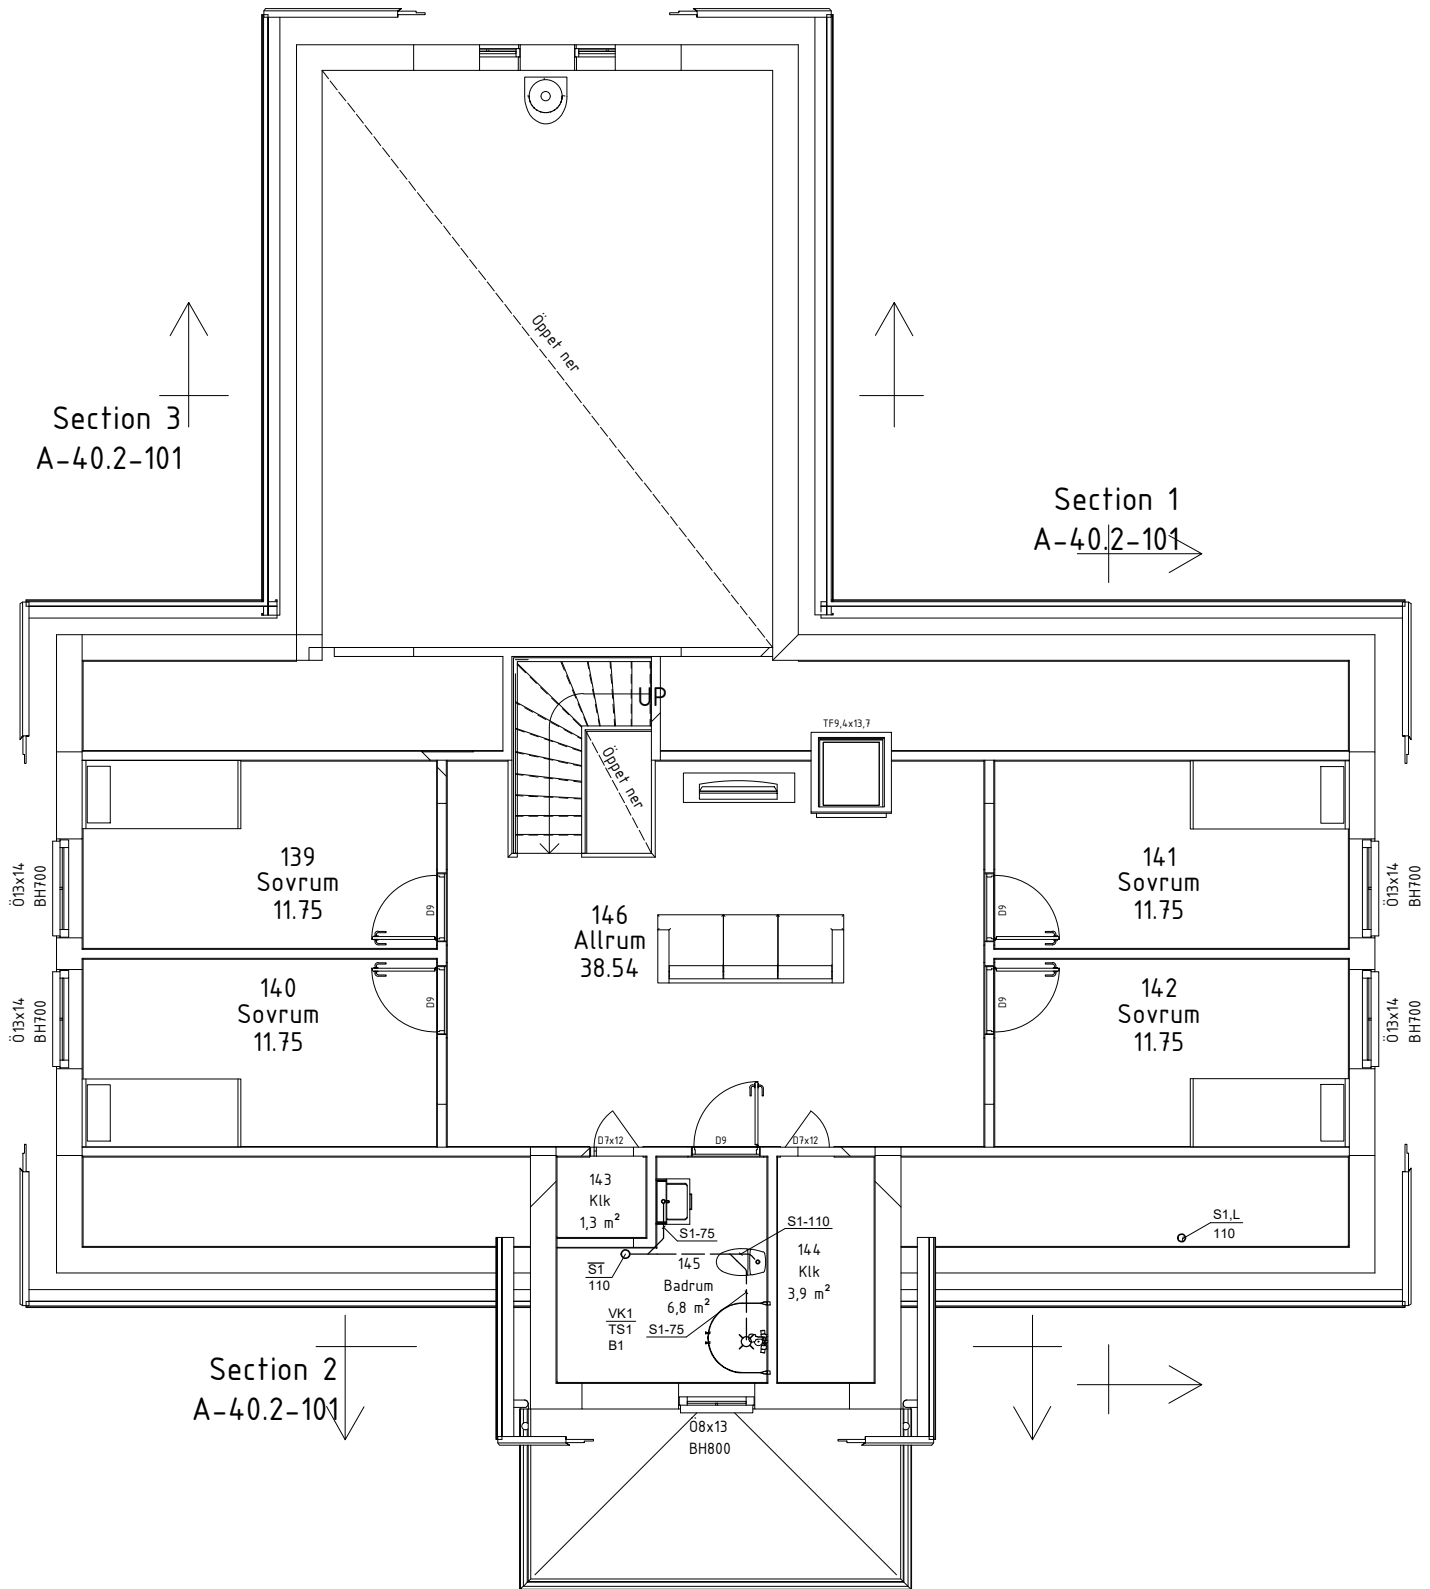 Öppet ner
Section 3
A-40.2-101
Section 1
A-40.2-101
UP
TF9,4x13,7
Öppet ner
Ö13x14
BH700
139
Sovrum
11.75
D9
146
Allrum
38.54
D9
141
Sovrum
11.75
Ö13x14
BH700
Ö13x14
BH700
140
Sovrum
11.75
D9
D9
142
Sovrum
11.75
Ö13x14
BH700
D7x12
D9
D7x12
143
Klk
1,3 m²
S1-75
S1-110
S1,L
110
S1
110
145
Badrum
6,8 m²
144
Klk
3,9 m²
VK1
TS1
B1
S1-75
Section 2
A-40.2-101
Ö8x13
BH800